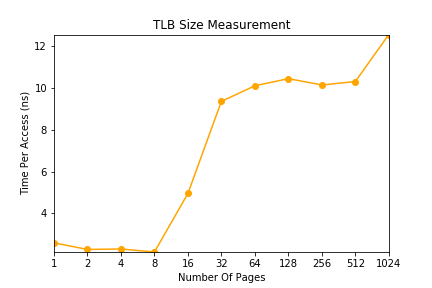 TLB Size Measurement
12
10
8
6
4
Time Per Access (ns)
1 2 4 8 16 32 64 128 256 512 1024
Number Of Pages